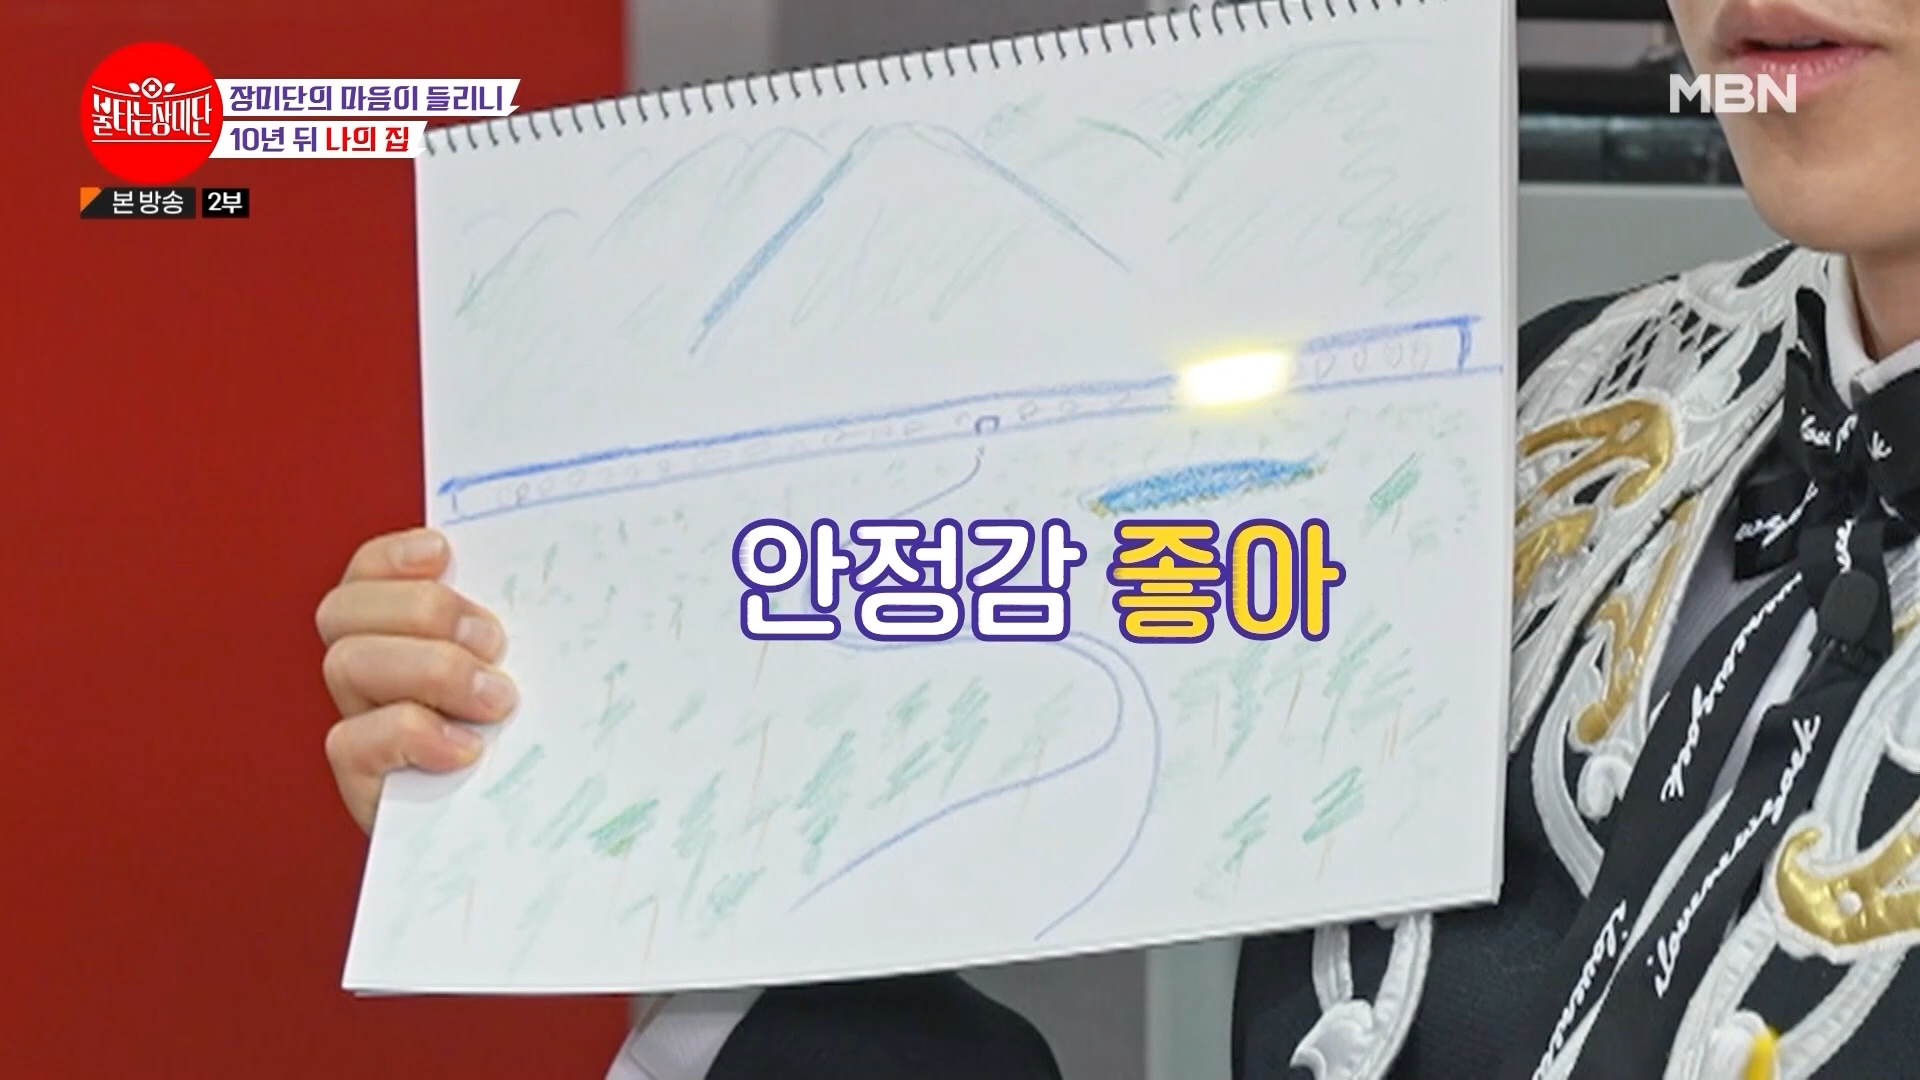 장미단의 마음이 들리니
불타는 장미단
10년 뒤 나의 집
본 방송 2부
MBN
안정감 좋아